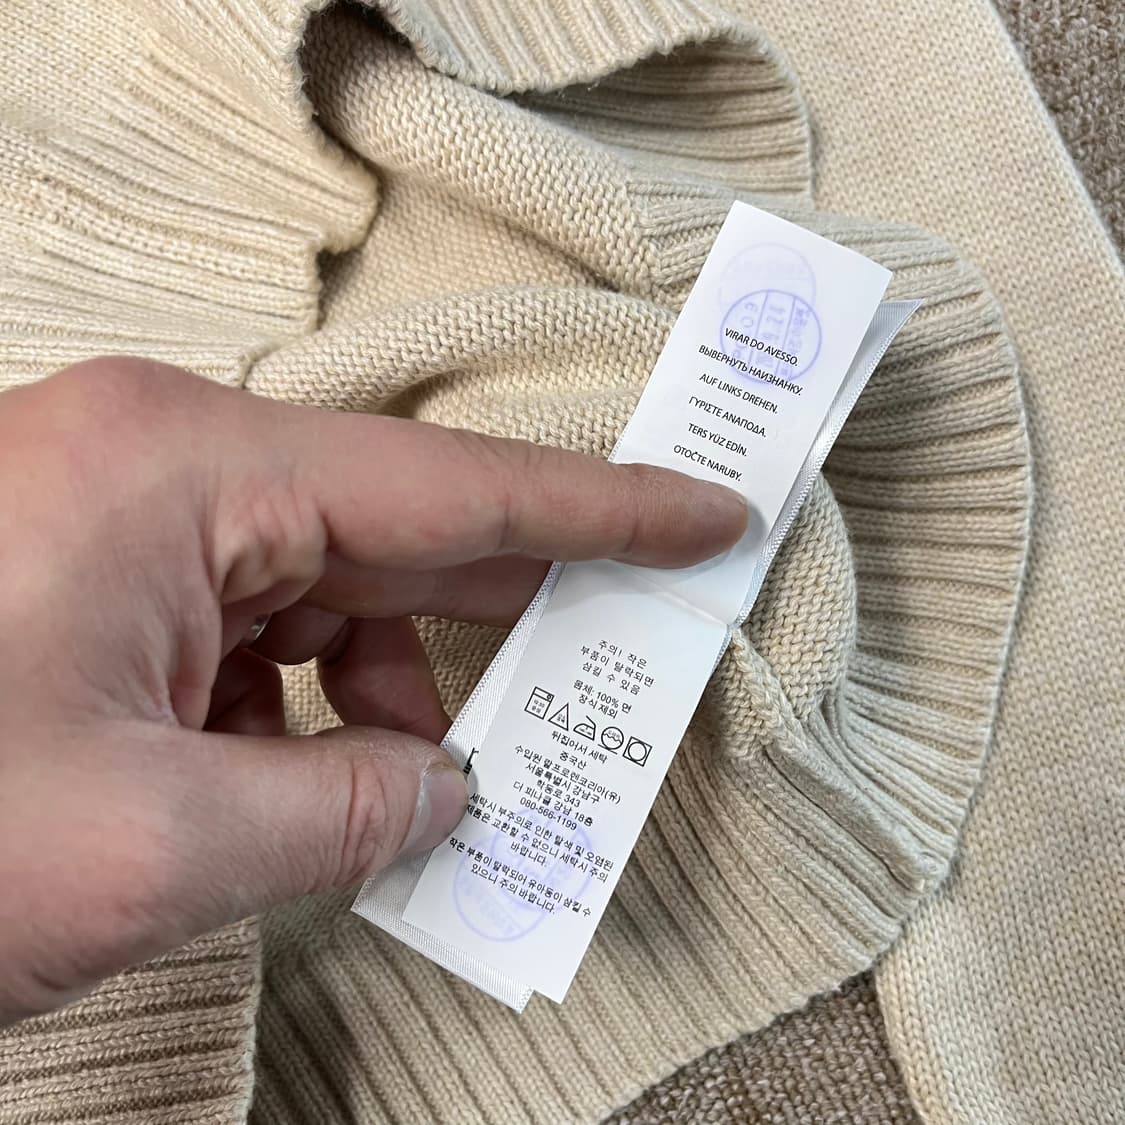 VIRAR DO AVESSO.
ВЫВЕРНУТЬ НАИЗНАНКУ.
AUF LINKS DREHEN.
ΓΥΡΙΣΤΕ ΑΝΑΠΟΔΑ.
TERS YÜZ EDİN.
OTOČTE NARUBY.
주의! 작은
부품이 탈락되면
삼킬 수 있음
몸체: 100% 면
장식 제외
뒤집어서 세탁
중국산
수입원 랄프로렌코리아(유)
서울특별시 강남구
학동로 343
더 피나클 강남 18층
080-566-1199
세탁시 부주의로 인한 탈색 및 오염된
제품은 교환할 수 없으니 세탁시 주의
바랍니다.
작은 부품이 탈락되어 유아동이 삼킬 수
있으니 주의 바랍니다.